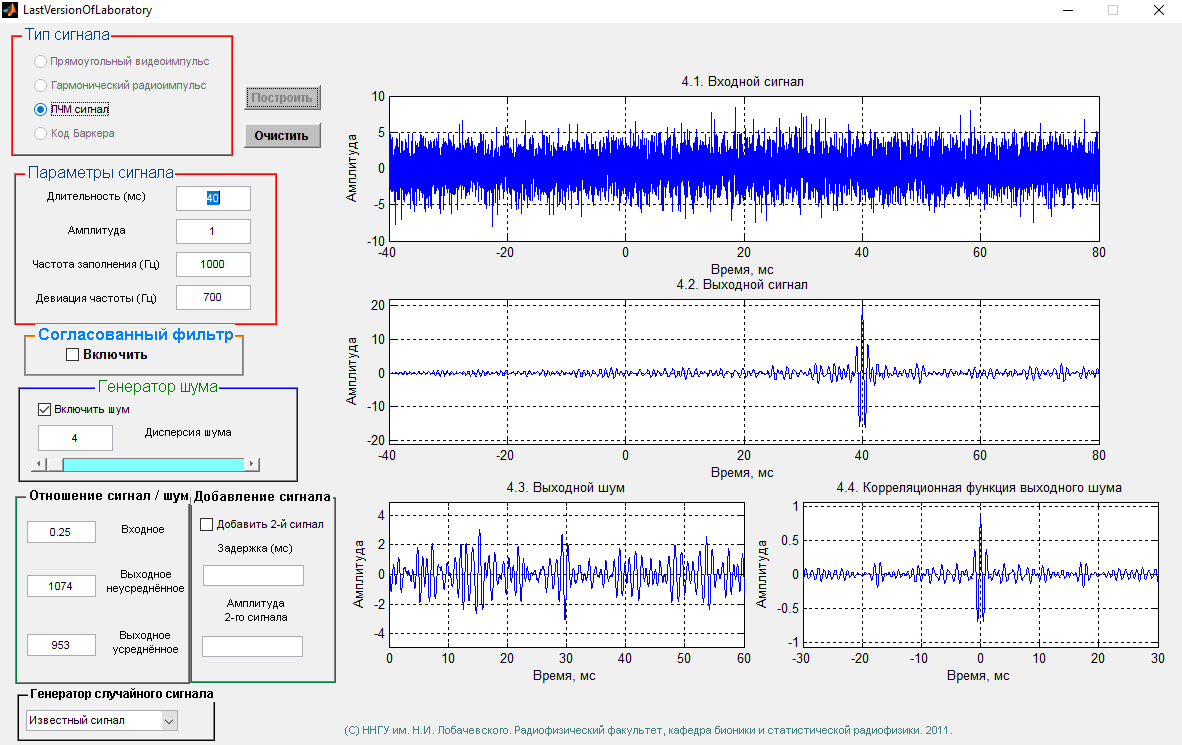 LastVersionOfLaboratory
Тип сигнала
Прямоугольный видеоимпульс
Гармонический радиоимпульс
ЛЧМ сигнал
Код Баркера
Построить
Очистить
Параметры сигнала
Длительность (мс)
40
Амплитуда
1
Частота заполнения (Гц)
1000
Девиация частоты (Гц)
700
Согласованный фильтр
Включить
Генератор шума
Включить шум
4
Дисперсия шума
Отношение сигнал / шум
0.25
Входное
1074
Выходное
неусреднённое
953
Выходное
усреднённое
Добавление сигнала
Добавить 2-й сигнал
Задержка (мс)
Амплитуда
2-го сигнала
Генератор случайного сигнала
Известный сигнал
4.1. Входной сигнал
Амплитуда
10
5
0
-5
-10
-40
-20
0
20
40
60
80
Время, мс
4.2. Выходной сигнал
Амплитуда
20
10
0
-10
-20
-40
-20
0
20
40
60
80
Время, мс
4.3. Выходной шум
Амплитуда
4
2
0
-2
-4
0
10
20
30
40
50
60
Время, мс
4.4. Корреляционная функция выходного шума
Амплитуда
1
0.5
0
-0.5
-1
-30
-20
-10
0
10
20
30
Время, мс
(С) ННГУ им. Н.И. Лобачевского. Радиофизический факультет, кафедра бионики и статистической радиофизики. 2011.